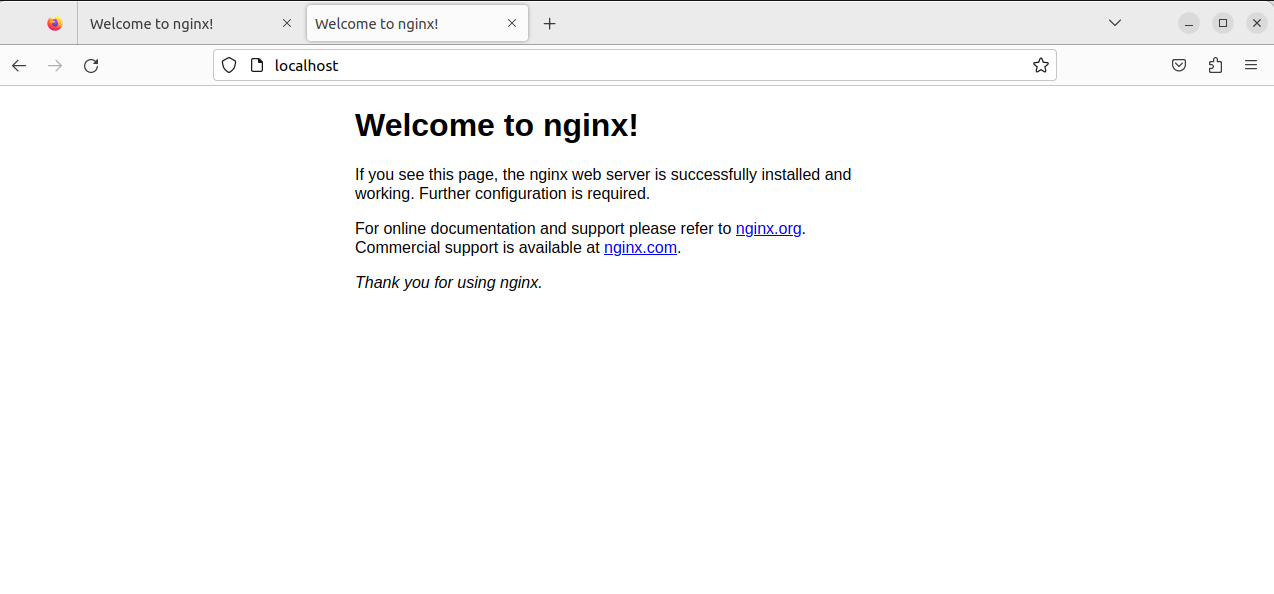 Welcome to nginx!
Welcome to nginx!
localhost
Welcome to nginx!
If you see this page, the nginx web server is successfully installed and
working. Further configuration is required.
For online documentation and support please refer to nginx.org.
Commercial support is available at nginx.com.
Thank you for using nginx.